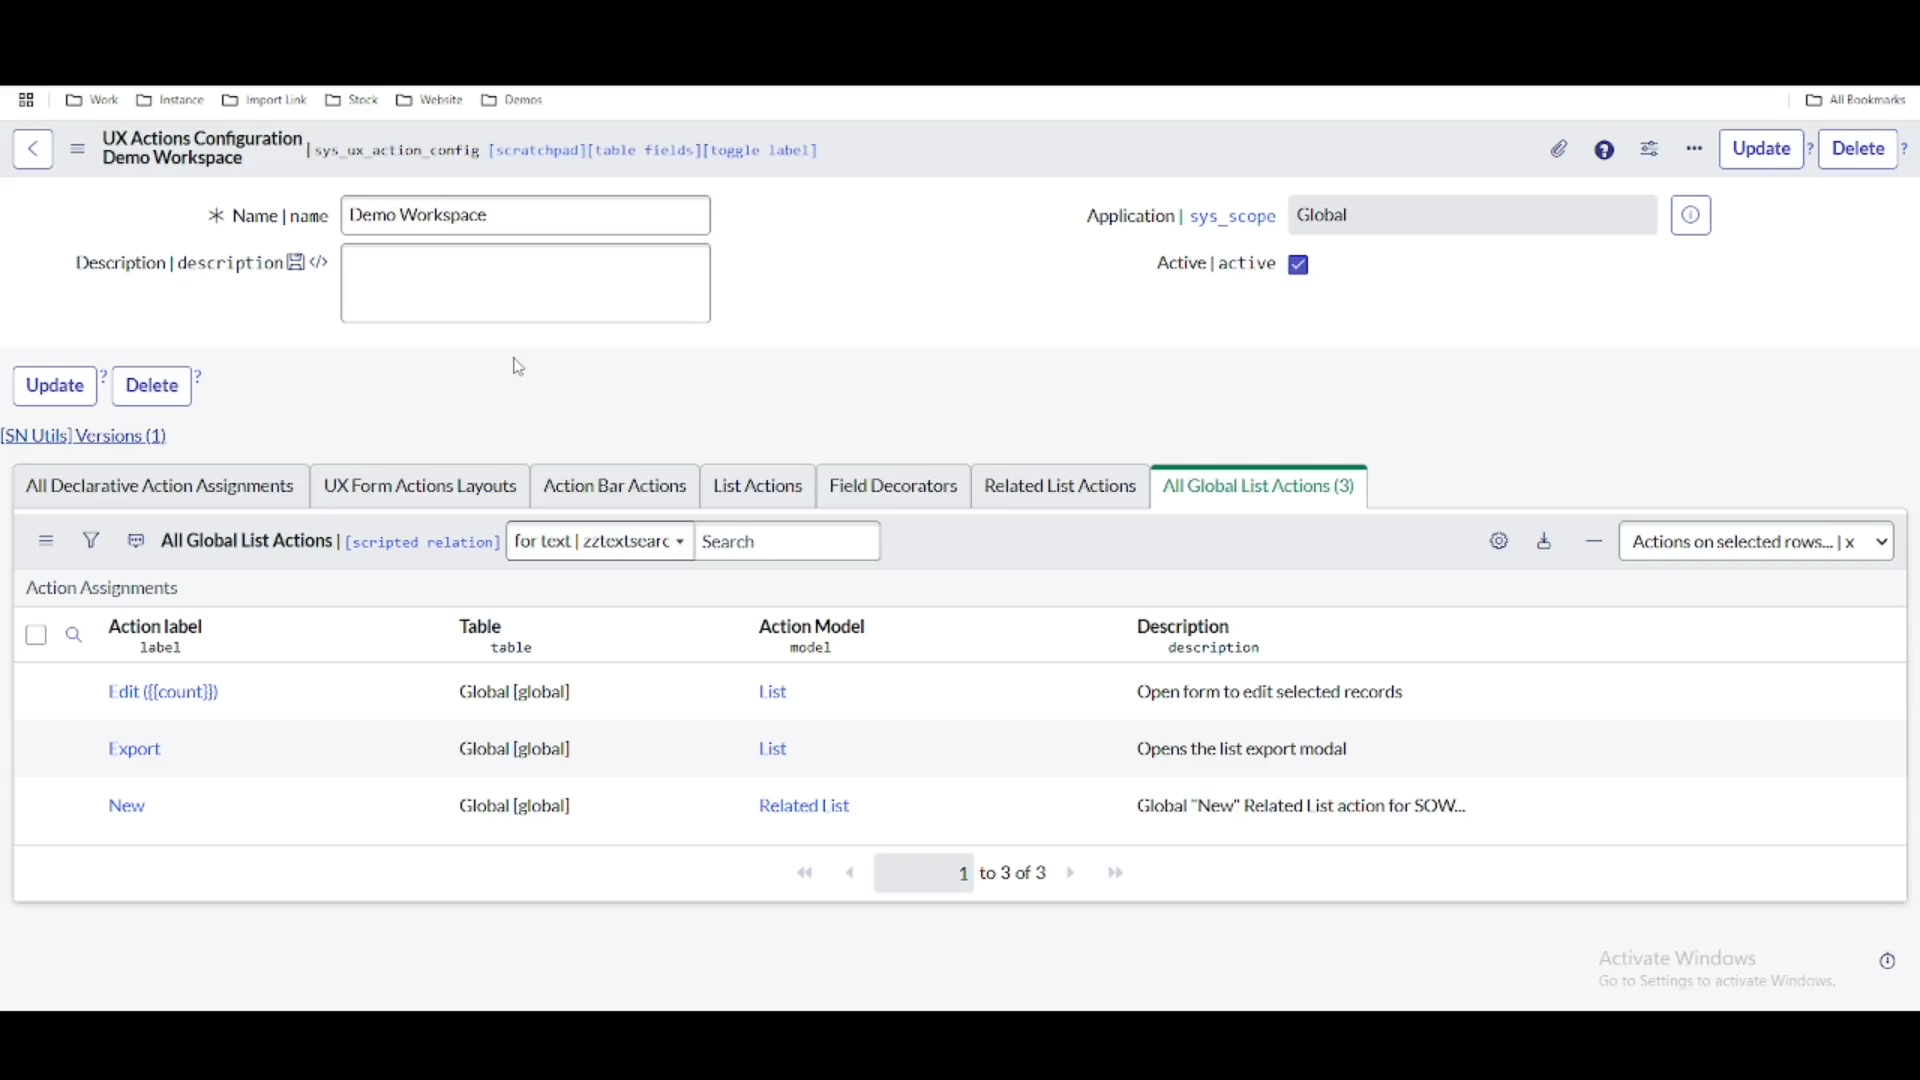 Work Instance Import Link Stock Website Demos All Bookmarks
UX Actions Configuration
Demo Workspace
|sys_ux_action_config [scratchpad][table fields][toggle label]
Update ? Delete ?
* Name | name Demo Workspace
Application | sys_scope Global
Description | description </>
Active | active
Update ? Delete ?
[SN Utils] Versions (1)
All Declarative Action Assignments UX Form Actions Layouts Action Bar Actions List Actions Field Decorators Related List Actions All Global List Actions (3)
All Global List Actions | [scripted relation] for text | zztextsearc Search Actions on selected rows... | x
Action Assignments
Action label Table Action Model Description
label table model description
Edit ({{count}}) Global [global] List Open form to edit selected records
Export Global [global] List Opens the list export modal
New Global [global] Related List Global "New" Related List action for SOW...
1 to 3 of 3
Activate Windows
Go to Settings to activate Windows.